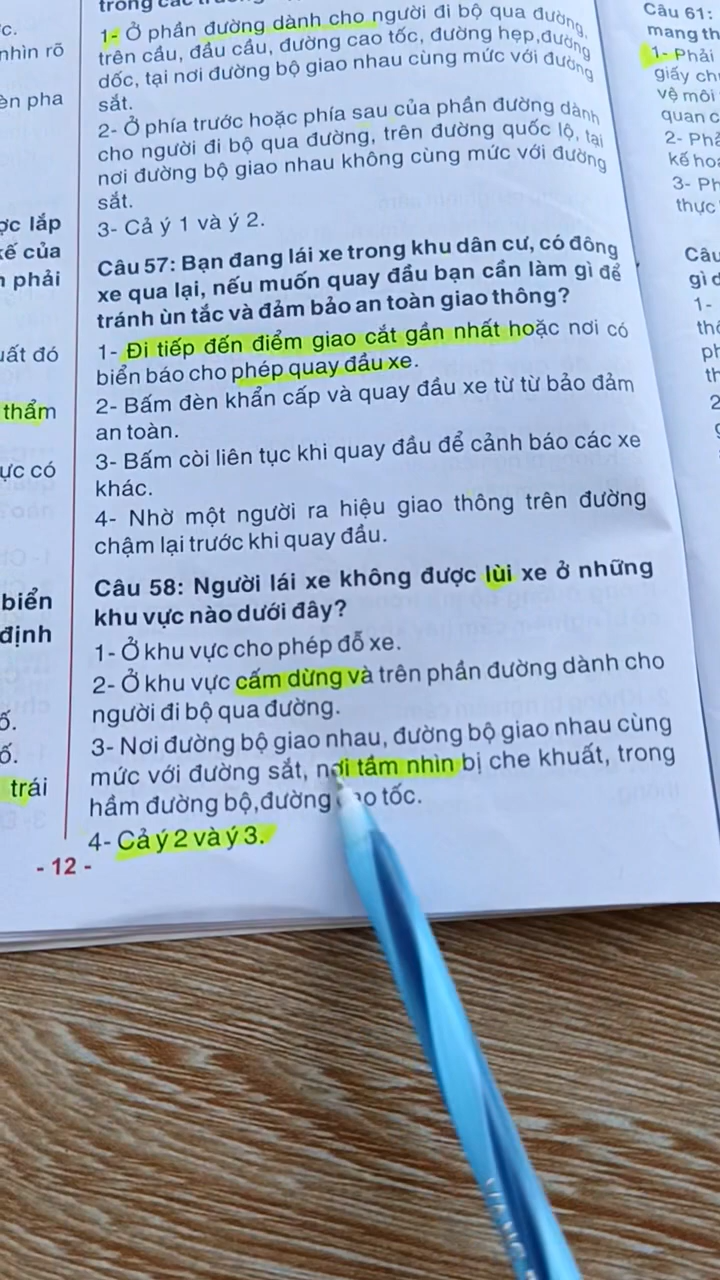 1- Ở phần đường dành cho người đi bộ qua đường,
trên cầu, đầu cầu, đường cao tốc, đường hẹp,đường
dốc, tại nơi đường bộ giao nhau cùng mức với đường
sắt.
2- Ở phía trước hoặc phía sau của phần đường dành
cho người đi bộ qua đường, trên đường quốc lộ, tại
nơi đường bộ giao nhau không cùng mức với đường
sắt.
3- Cả ý 1 và ý 2.
Câu 57: Bạn đang lái xe trong khu dân cư, có đông
xe qua lại, nếu muốn quay đầu bạn cần làm gì để
tránh ùn tắc và đảm bảo an toàn giao thông?
1- Đi tiếp đến điểm giao cắt gần nhất hoặc nơi có
biển báo cho phép quay đầu xe.
2- Bấm đèn khẩn cấp và quay đầu xe từ từ bảo đảm
an toàn.
3- Bấm còi liên tục khi quay đầu để cảnh báo các xe
khác.
4- Nhờ một người ra hiệu giao thông trên đường
chậm lại trước khi quay đầu.
Câu 58: Người lái xe không được lùi xe ở những
khu vực nào dưới đây?
1- Ở khu vực cho phép đỗ xe.
2- Ở khu vực cấm dừng và trên phần đường dành cho
người đi bộ qua đường.
3- Nơi đường bộ giao nhau, đường bộ giao nhau cùng
mức với đường sắt, nơi tầm nhìn bị che khuất, trong
hầm đường bộ,đường cao tốc.
4- Cả ý 2 và ý 3.
- 12 -
nhìn rõ
èn pha
lắp
của
phải
đó
thẩm
có
biển
định
trái
Câu 61:
mang th
1- Phải
giấy ch
vệ môi
quan c
2- Ph
kế ho
3- Ph
thực
Câu
gì
1-
2